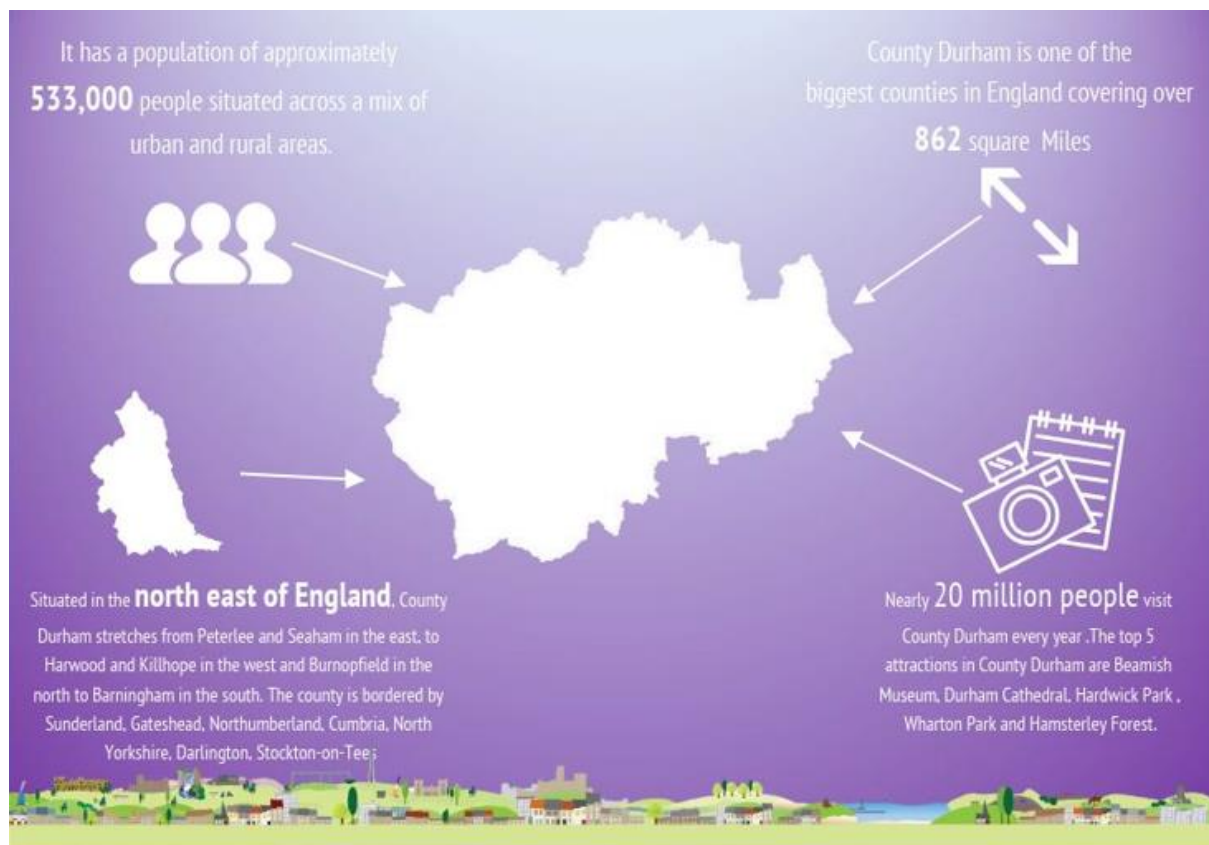 It has a population of approximately
533,000 people situated across a mix of
urban and rural areas.
County Durham is one of the
biggest counties in England covering over
862 square Miles
Situated in the north east of England, County
Durham stretches from Peterlee and Seaham in the east, to
Harwood and Killhope in the west and Burnopfield in the
north to Barningham in the south. The county is bordered by
Sunderland, Gateshead, Northumberland, Cumbria, North
Yorkshire, Darlington, Stockton-on-Tees
Nearly 20 million people visit
County Durham every year .The top 5
attractions in County Durham are Beamish
Museum, Durham Cathedral, Hardwick Park ,
Wharton Park and Hamsterley Forest.